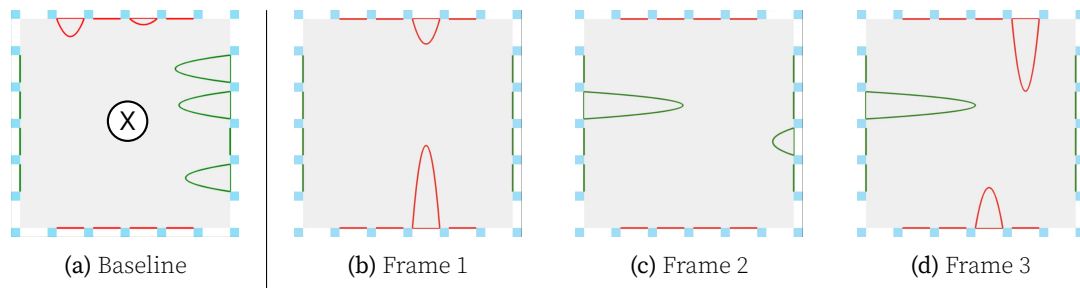 X
(a) Baseline
(b) Frame 1
(c) Frame 2
(d) Frame 3